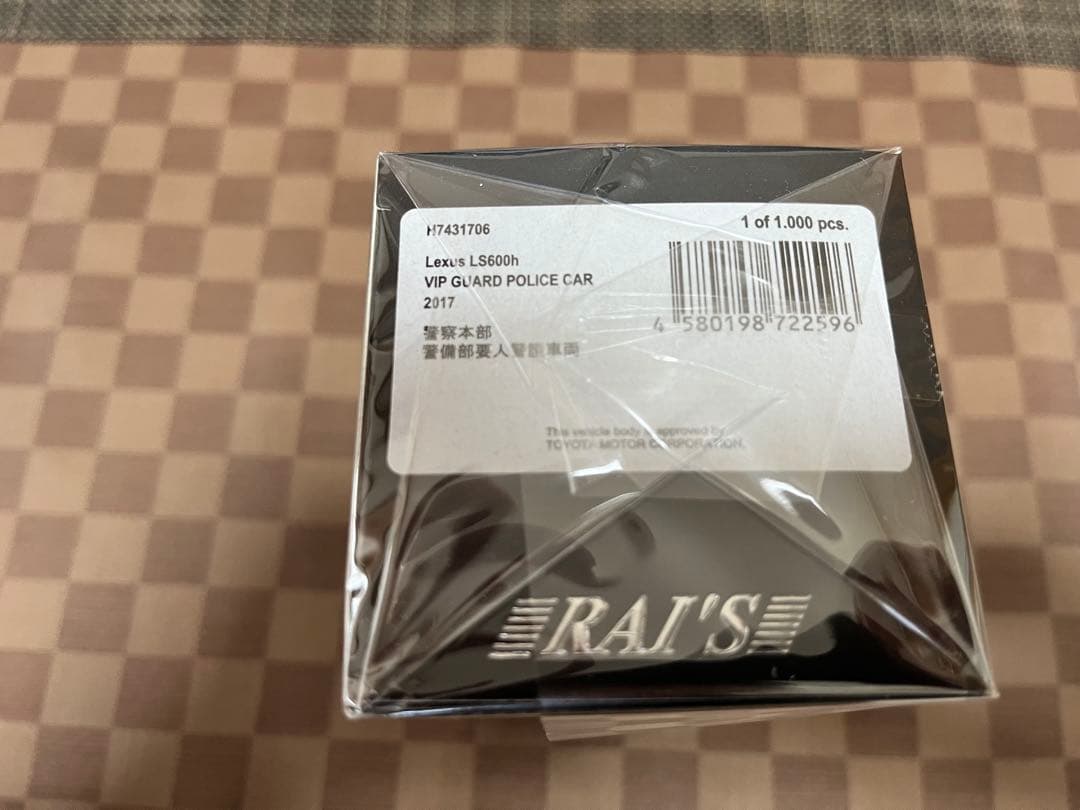 H7431706
1 of 1.000 pcs.
Lexus LS600h
VIP GUARD POLICE CAR
2017
警察本部
警備部要人警護車両
4 580198 722596
This vehicle body is approved by
TOYOTA MOTOR CORPORATION.
RAI'S